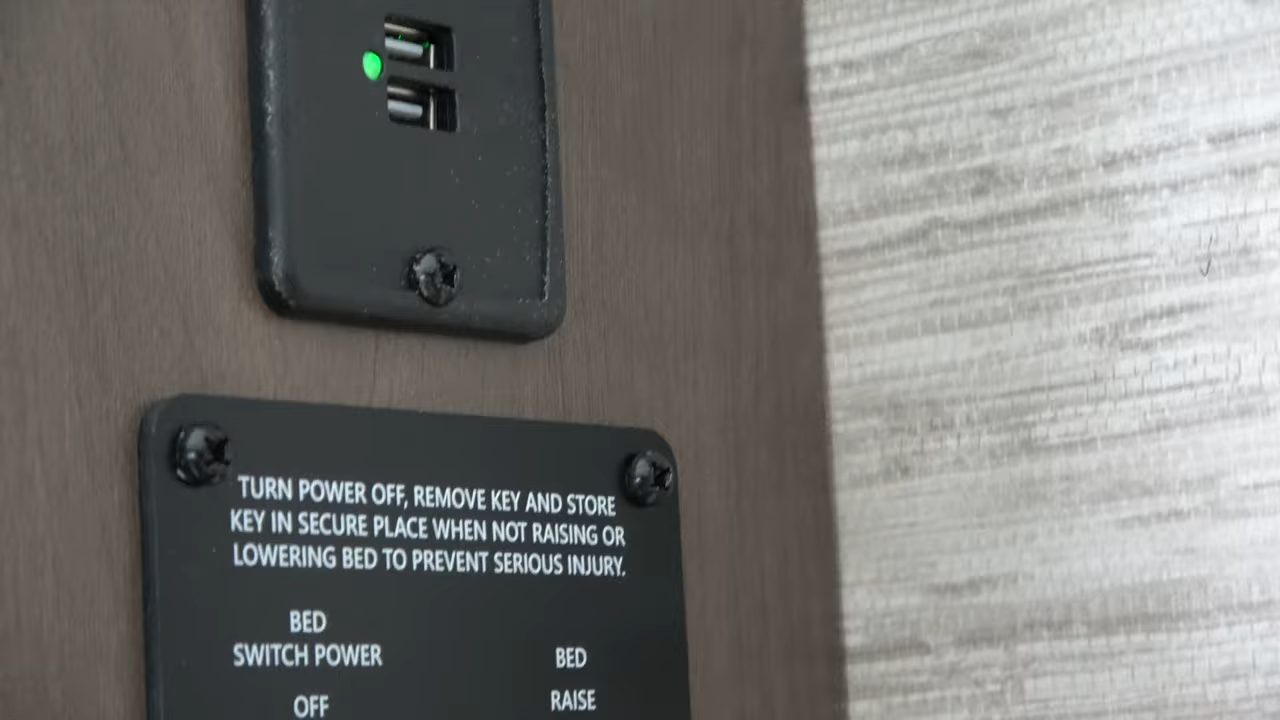 TURN POWER OFF, REMOVE KEY AND STORE
KEY IN SECURE PLACE WHEN NOT RAISING OR
LOWERING BED TO PREVENT SERIOUS INJURY.
BED
SWITCH POWER
OFF
BED
RAISE